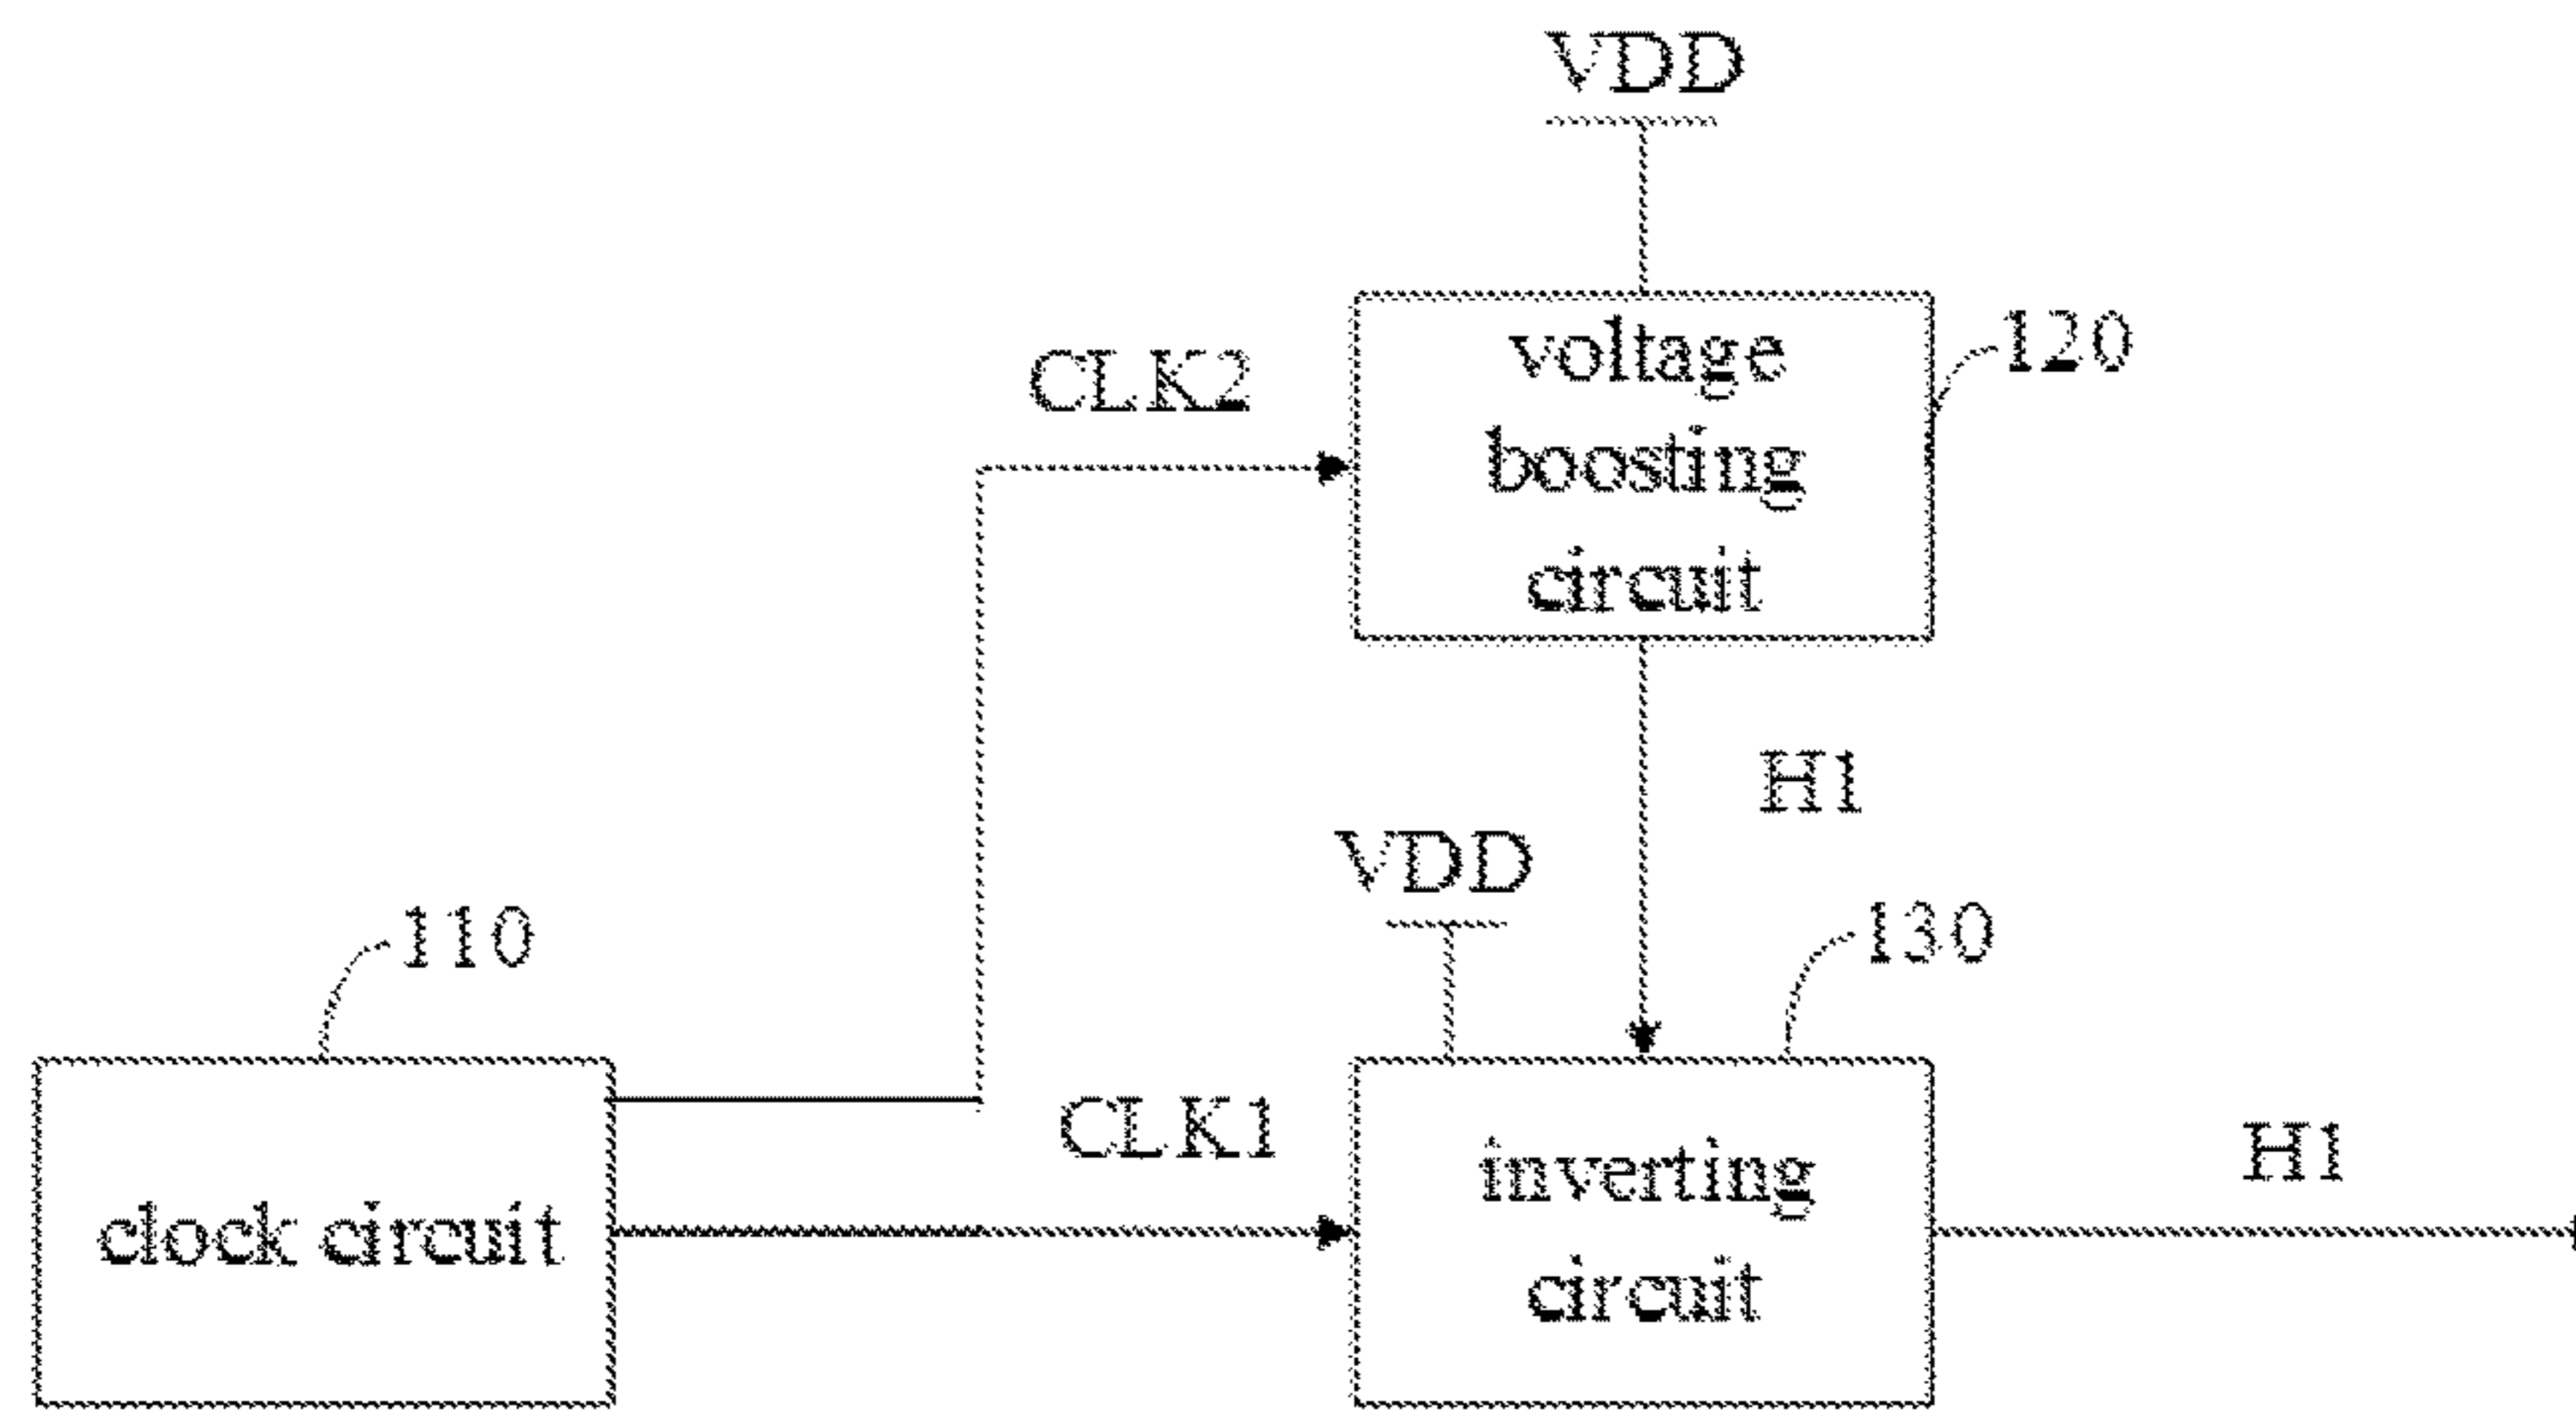 VDD
voltage
boosting
circuit
120
CLK2
H1
VDD
130
110
CLK1
clock circuit
inverting
circuit
H1